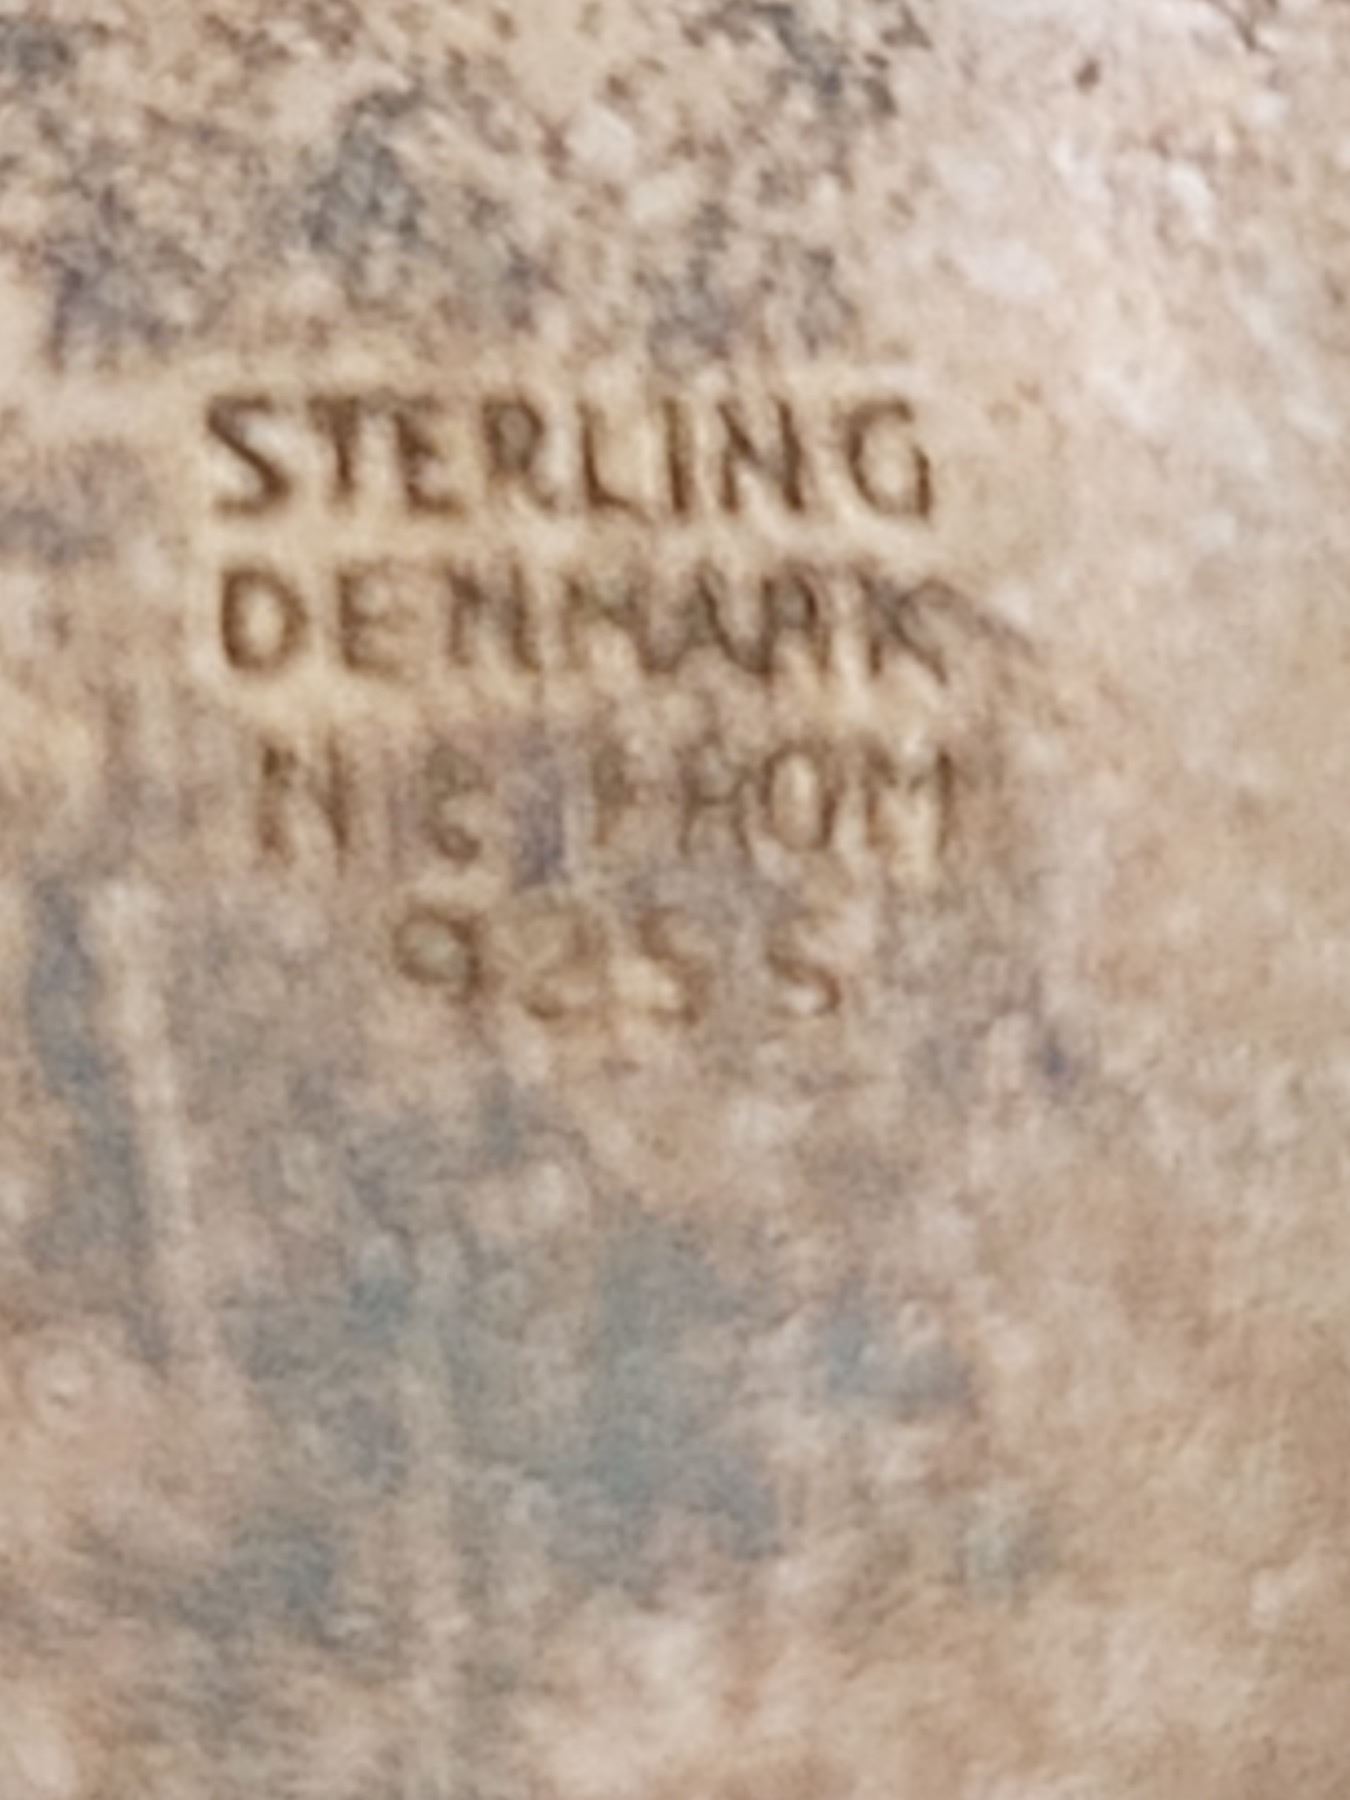 STERLING
DENMARK
N E FROM
925 S